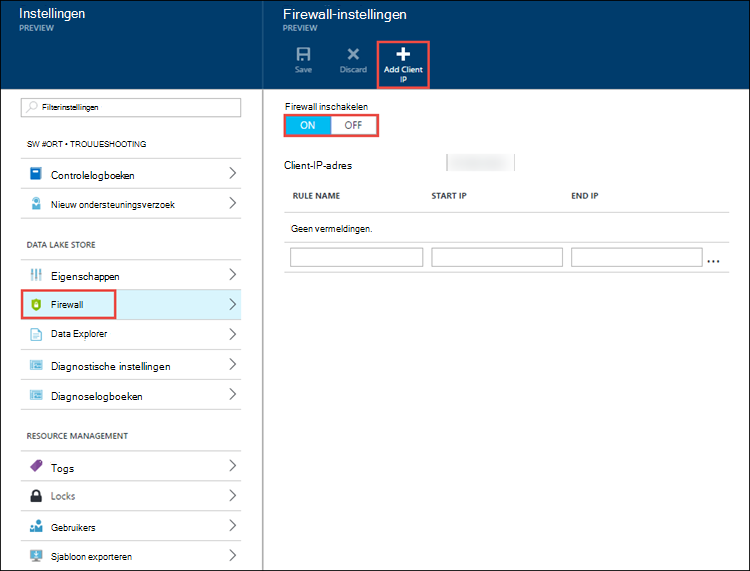 Instellingen
PREVIEW
Filterinstellingen
SW #ORT • TROUUESHOOTING
Controlelogboeken
Nieuw ondersteuningsverzoek
DATA LAKE STORE
Eigenschappen
Firewall
Data Explorer
Diagnostische instellingen
Diagnoselogboeken
RESOURCE MANAGEMENT
Togs
Locks
Gebruikers
Sjabloon exporteren
Firewall-instellingen
PREVIEW
Save
Discard
Add Client
IP
Firewall inschakelen
ON OFF
Client-IP-adres
RULE NAME START IP END IP
Geen vermeldingen.
...